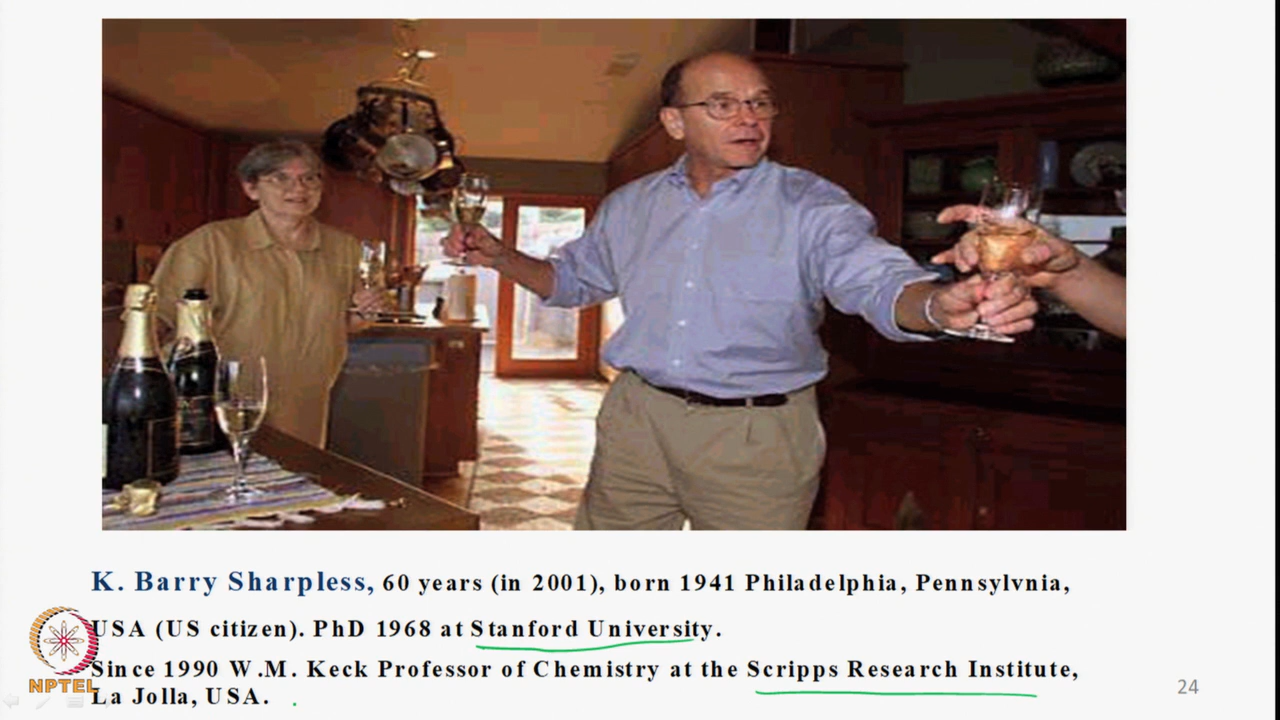 K. Barry Sharpless, 60 years (in 2001), born 1941 Philadelphia, Pennsylvnia,
USA (US citizen). PhD 1968 at Stanford University.
Since 1990 W.M. Keck Professor of Chemistry at the Scripps Research Institute,
La Jolla, USA.
NPTEL
24